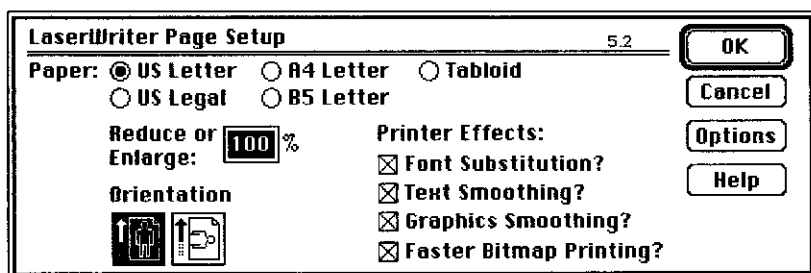 LaserWriter Page Setup 5.2 OK
Paper: US Letter A4 Letter Tabloid
US Legal B5 Letter Cancel
Reduce or Enlarge: 100 %
Printer Effects: Options
Font Substitution?
Orientation Text Smoothing? Help
Graphics Smoothing?
Faster Bitmap Printing?